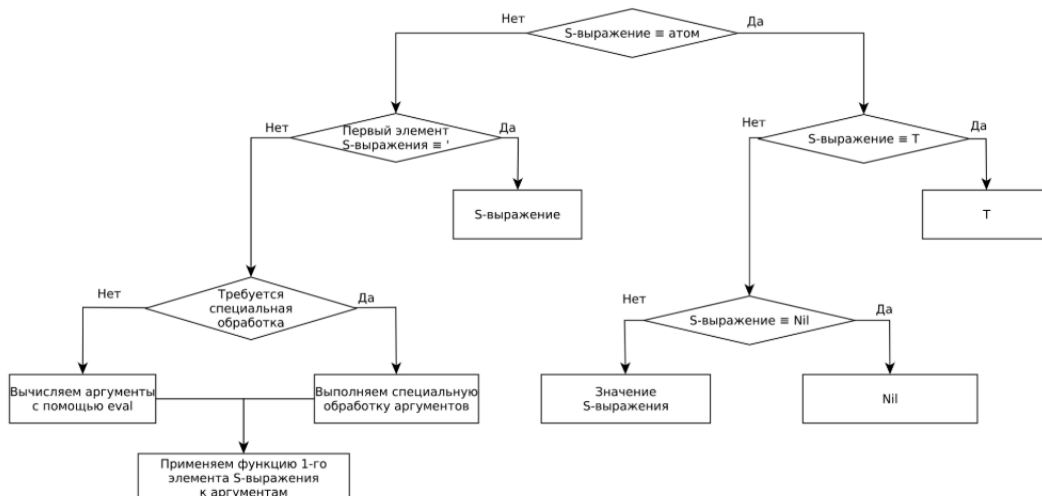 Нет
Да
S-выражение ≡ атом
Нет
Первый элемент
S-выражения ≡ '
Да
Нет
S-выражение ≡ T
Да
S-выражение
T
Нет
Требуется
специальная
обработка
Да
Нет
S-выражение ≡ Nil
Да
Вычисляем аргументы
с помощью eval
Выполняем специальную
обработку аргументов
Значение
S-выражения
Nil
Применяем функцию 1-го
элемента S-выражения
к аргументам